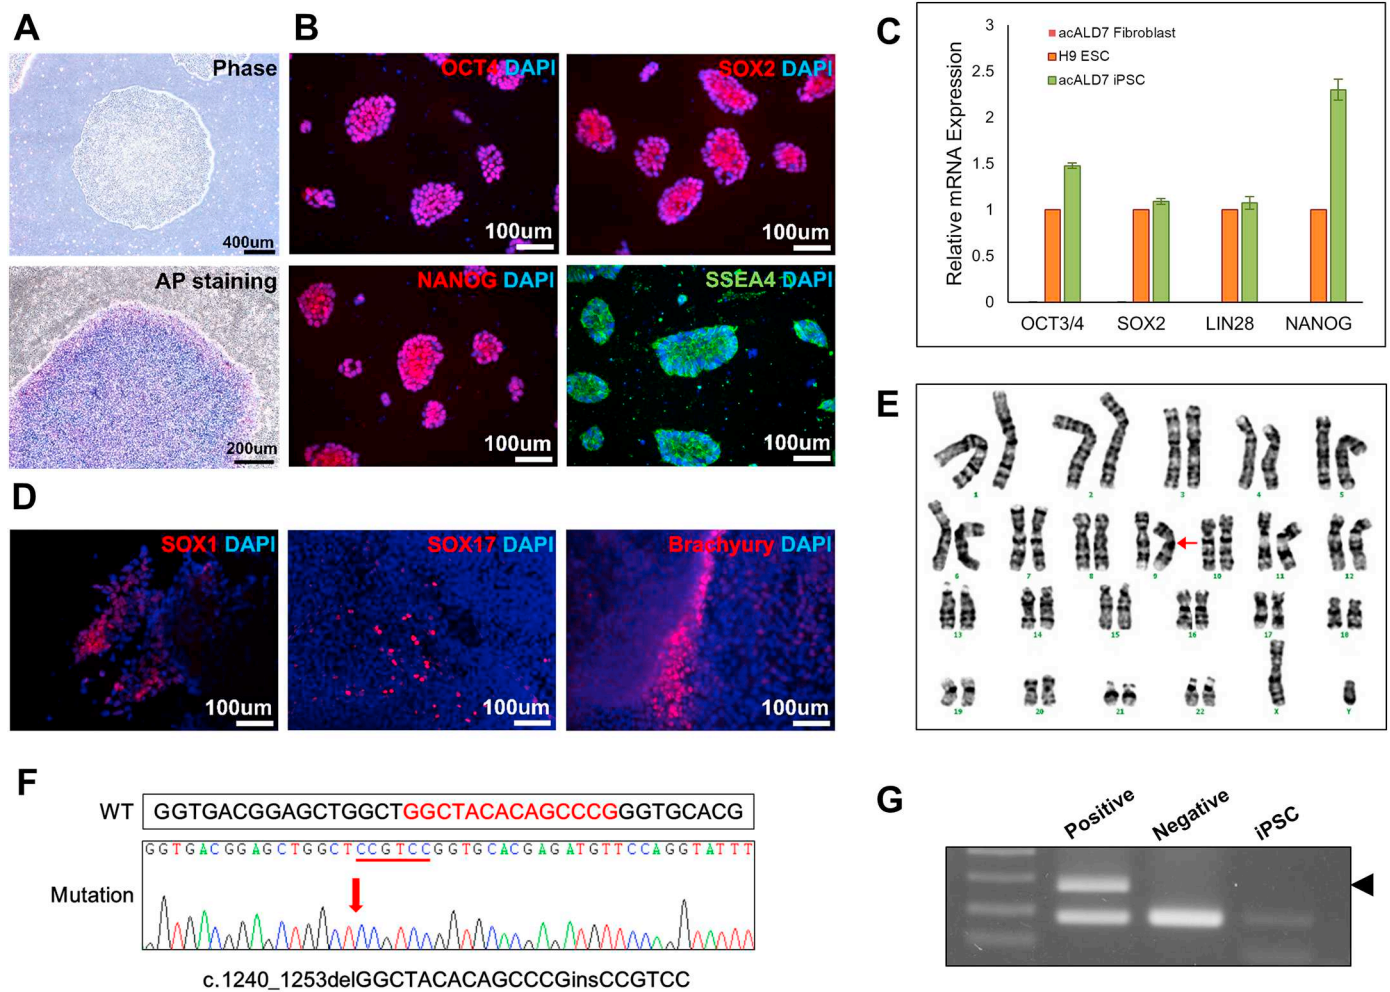 A
Phase
400um
AP staining
200um
B
OCT4 DAPI
100um
SOX2 DAPI
100um
NANOG DAPI
100um
SSEA4 DAPI
100um
C
Relative mRNA Expression
3
2.5
2
1.5
1
0.5
0
acALD7 Fibroblast
H9 ESC
acALD7 iPSC
OCT3/4 SOX2 LIN28 NANOG
D
SOX1 DAPI
100um
SOX17 DAPI
100um
Brachyury DAPI
100um
E
1 2 3 4 5
6 7 8 9 10 11 12
13 14 15 16 17 18
19 20 21 22 X Y
F
WT GGTGACGGAGCTGGCTGGCTACACAGCCCGGGTGCACG
GGTGACGGAGCTGGCTCCGTCCGGTGCACGAGATGTTCCAGGTATTT
Mutation
c.1240_1253delGGCTACACAGCCCGinsCCGTCC
G
Positive Negative iPSC